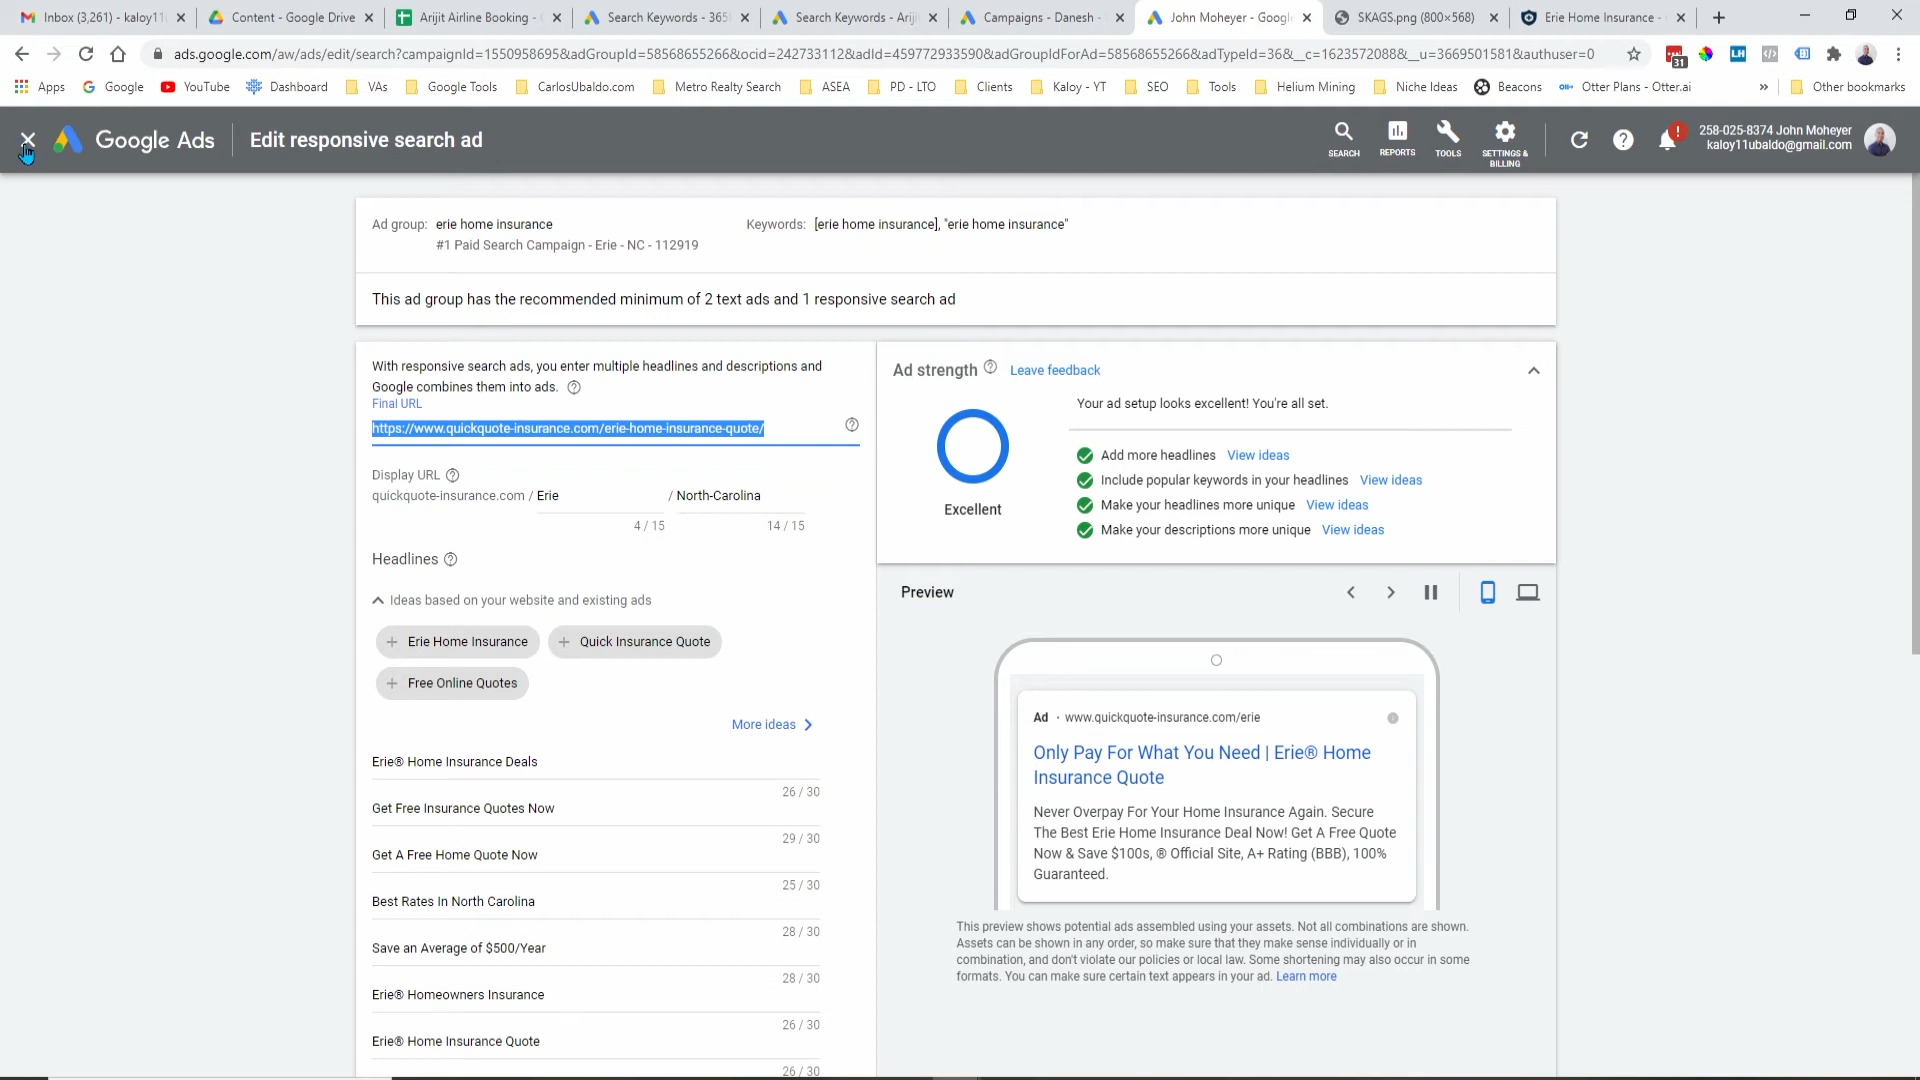 Inbox (3,261) - kaloy11
Content - Google Drive
Arijit Airline Booking -
Search Keywords - 365
Search Keywords - Arij
Campaigns - Danesh -
John Moheyer - Google
SKAGS.png (800×568)
Erie Home Insurance -
ads.google.com/aw/ads/edit/search?campaignId=1550958695&adGroupId=58568655266&ocid=242733112&adId=459772933590&adGroupIdForAd=58568655266&adTypeId=36&__c=1623572088&__u=3669501581&authuser=0
31
LH
Apps
Google
YouTube
Dashboard
VAs
Google Tools
CarlosUbaldo.com
Metro Realty Search
ASEA
PD - LTO
Clients
Kaloy - YT
SEO
Tools
Helium Mining
Niche Ideas
Beacons
Otter Plans - Otter.ai
»
Other bookmarks
Google Ads
Edit responsive search ad
SEARCH
REPORTS
TOOLS
SETTINGS & BILLING
!
258-025-8374 John Moheyer
kaloy11ubaldo@gmail.com
Ad group: erie home insurance
#1 Paid Search Campaign - Erie - NC - 112919
Keywords: [erie home insurance], "erie home insurance"
This ad group has the recommended minimum of 2 text ads and 1 responsive search ad
With responsive search ads, you enter multiple headlines and descriptions and
Google combines them into ads.
Final URL
https://www.quickquote-insurance.com/erie-home-insurance-quote/
Display URL
quickquote-insurance.com / Erie / North-Carolina
4 / 15
14 / 15
Headlines
Ideas based on your website and existing ads
+ Erie Home Insurance
+ Quick Insurance Quote
+ Free Online Quotes
More ideas
Erie® Home Insurance Deals
26 / 30
Get Free Insurance Quotes Now
29 / 30
Get A Free Home Quote Now
25 / 30
Best Rates In North Carolina
28 / 30
Save an Average of $500/Year
28 / 30
Erie® Homeowners Insurance
26 / 30
Erie® Home Insurance Quote
26 / 30
Ad strength
Leave feedback
Excellent
Your ad setup looks excellent! You're all set.
Add more headlines View ideas
Include popular keywords in your headlines View ideas
Make your headlines more unique View ideas
Make your descriptions more unique View ideas
Preview
Ad · www.quickquote-insurance.com/erie
Only Pay For What You Need | Erie® Home
Insurance Quote
Never Overpay For Your Home Insurance Again. Secure
The Best Erie Home Insurance Deal Now! Get A Free Quote
Now & Save $100s, ® Official Site, A+ Rating (BBB), 100%
Guaranteed.
This preview shows potential ads assembled using your assets. Not all combinations are shown.
Assets can be shown in any order, so make sure that they make sense individually or in
combination, and don't violate our policies or local law. Some shortening may also occur in some
formats. You can make sure certain text appears in your ad. Learn more